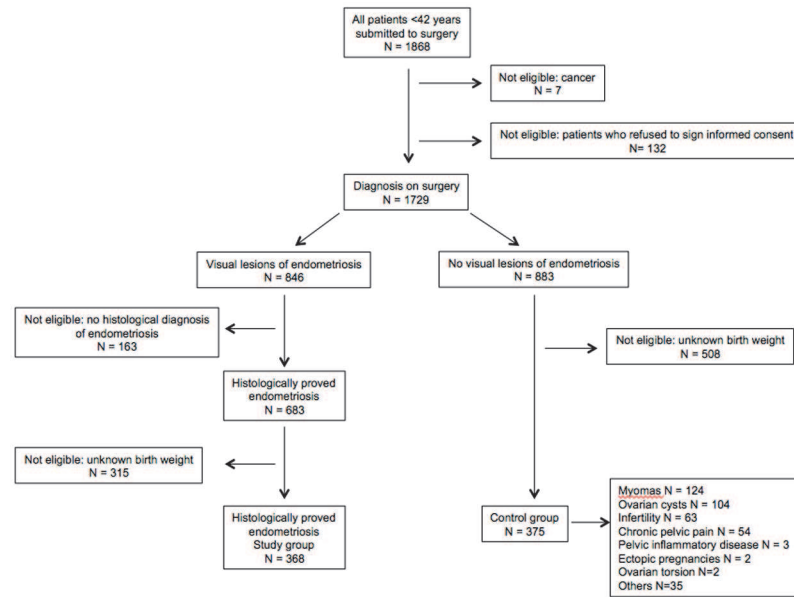 All patients <42 years
submitted to surgery
N = 1868
Not eligible: cancer
N = 7
Not eligible: patients who refused to sign informed consent
N= 132
Diagnosis on surgery
N = 1729
Visual lesions of endometriosis
N = 846
No visual lesions of endometriosis
N = 883
Not eligible: no histological diagnosis
of endometriosis
N = 163
Not eligible: unknown birth weight
N = 508
Histologically proved
endometriosis
N = 683
Not eligible: unknown birth weight
N = 315
Histologically proved
endometriosis
Study group
N = 368
Control group
N = 375
Myomas N = 124
Ovarian cysts N = 104
Infertility N = 63
Chronic pelvic pain N = 54
Pelvic inflammatory disease N = 3
Ectopic pregnancies N = 2
Ovarian torsion N=2
Others N=35